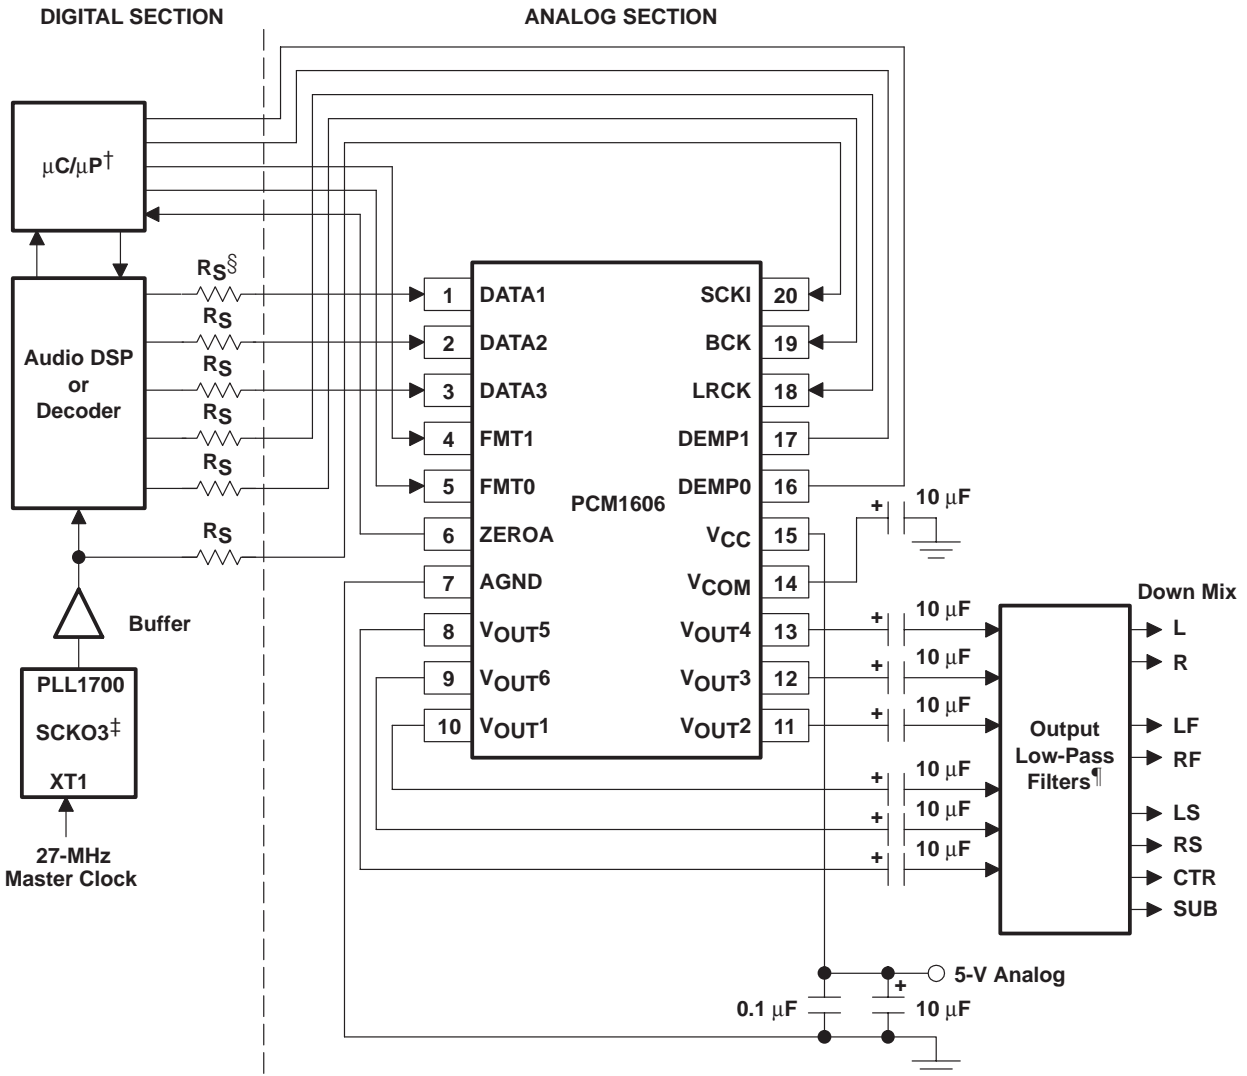 DIGITAL SECTION
ANALOG SECTION
µC/µP†
RS§
RS
RS
RS
RS
RS
Audio DSP
or
Decoder
Buffer
PLL1700
SCKO3‡
XT1
27-MHz
Master Clock
1 DATA1
2 DATA2
3 DATA3
4 FMT1
5 FMT0
6 ZEROA
7 AGND
8 VOUT5
9 VOUT6
10 VOUT1
PCM1606
SCKI 20
BCK 19
LRCK 18
DEMP1 17
DEMP0 16
VCC 15
VCOM 14
VOUT4 13
VOUT3 12
VOUT2 11
+ 10 µF
+ 10 µF
+ 10 µF
+ 10 µF
+ 10 µF
+ 10 µF
+ 10 µF
Output
Low-Pass
Filters¶
Down Mix
L
R
LF
RF
LS
RS
CTR
SUB
5-V Analog
0.1 µF
+
10 µF